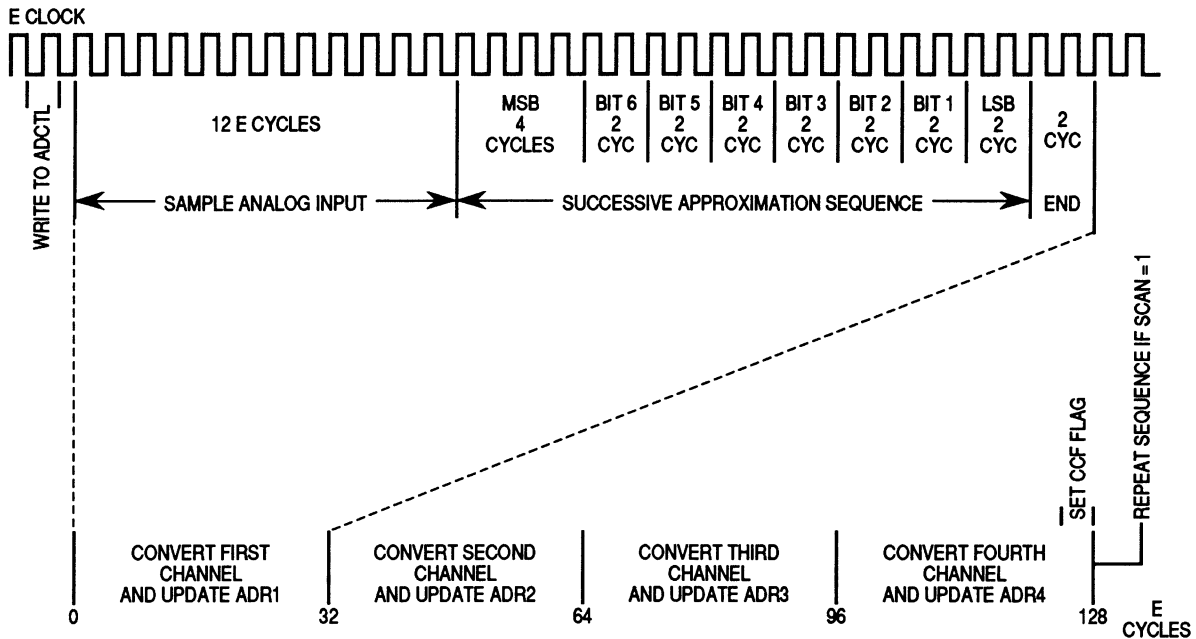 E CLOCK
WRITE TO ADCTL
12 E CYCLES
MSB
4
CYCLES
BIT 6
2
CYC
BIT 5
2
CYC
BIT 4
2
CYC
BIT 3
2
CYC
BIT 2
2
CYC
BIT 1
2
CYC
LSB
2
CYC
2
CYC
SAMPLE ANALOG INPUT
SUCCESSIVE APPROXIMATION SEQUENCE
END
SET CCF FLAG
REPEAT SEQUENCE IF SCAN = 1
CONVERT FIRST
CHANNEL
AND UPDATE ADR1
CONVERT SECOND
CHANNEL
AND UPDATE ADR2
CONVERT THIRD
CHANNEL
AND UPDATE ADR3
CONVERT FOURTH
CHANNEL
AND UPDATE ADR4
0
32
64
96
128
E
CYCLES